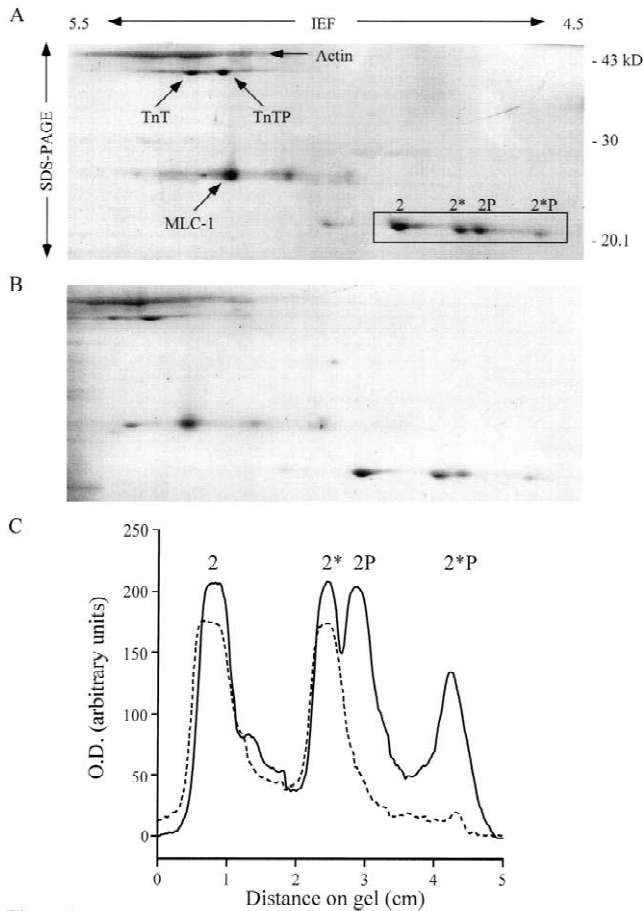 A
5.5 IEF 4.5
SDS-PAGE
Actin
TnT TnTP
MLC-1
2 2* 2P 2*P
- 43 kD
- 30
- 20.1
B
C
250
200
150
100
50
0
O.D. (arbitrary units)
2 2* 2P 2*P
0 1 2 3 4 5
Distance on gel (cm)